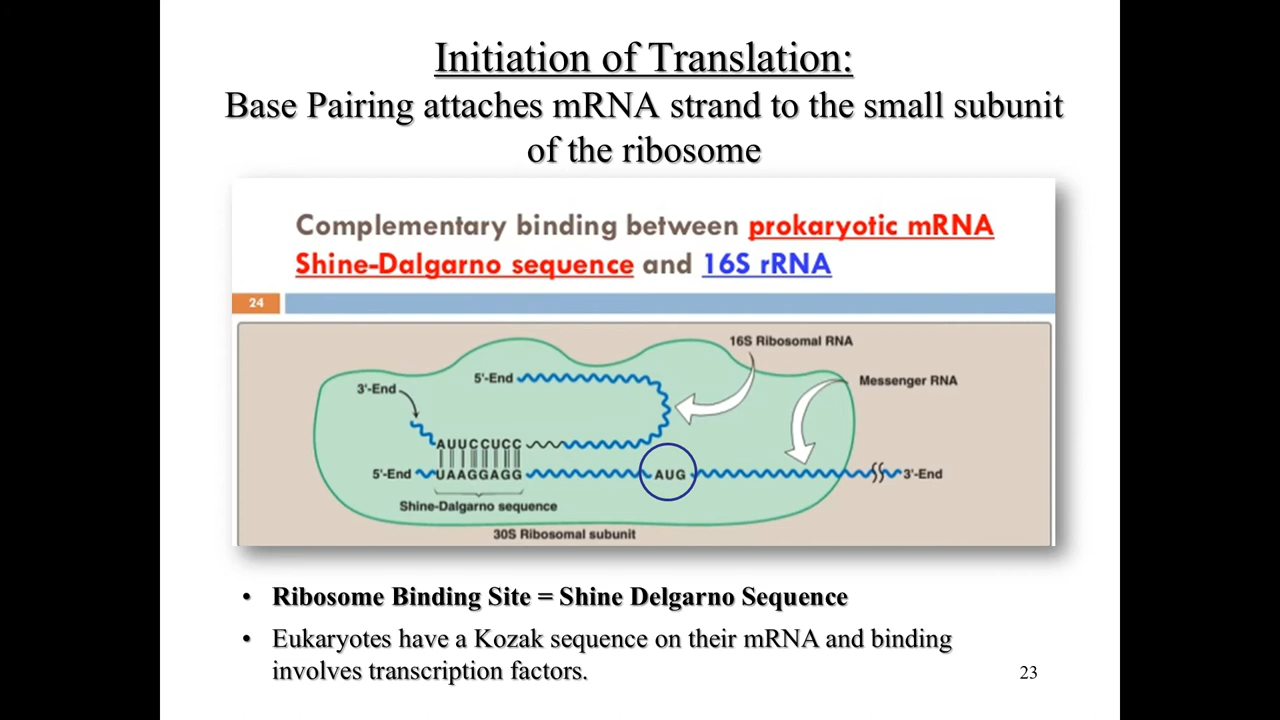 Initiation of Translation:
Base Pairing attaches mRNA strand to the small subunit
of the ribosome
Complementary binding between prokaryotic mRNA
Shine-Dalgarno sequence and 16S rRNA
24
16S Ribosomal RNA
5'-End
3'-End
Messenger RNA
AUUCCUCC
5'-End
UAAGGAGG
AUG
3'-End
Shine-Dalgarno sequence
30S Ribosomal subunit
• Ribosome Binding Site = Shine Delgarno Sequence
• Eukaryotes have a Kozak sequence on their mRNA and binding
involves transcription factors.
23